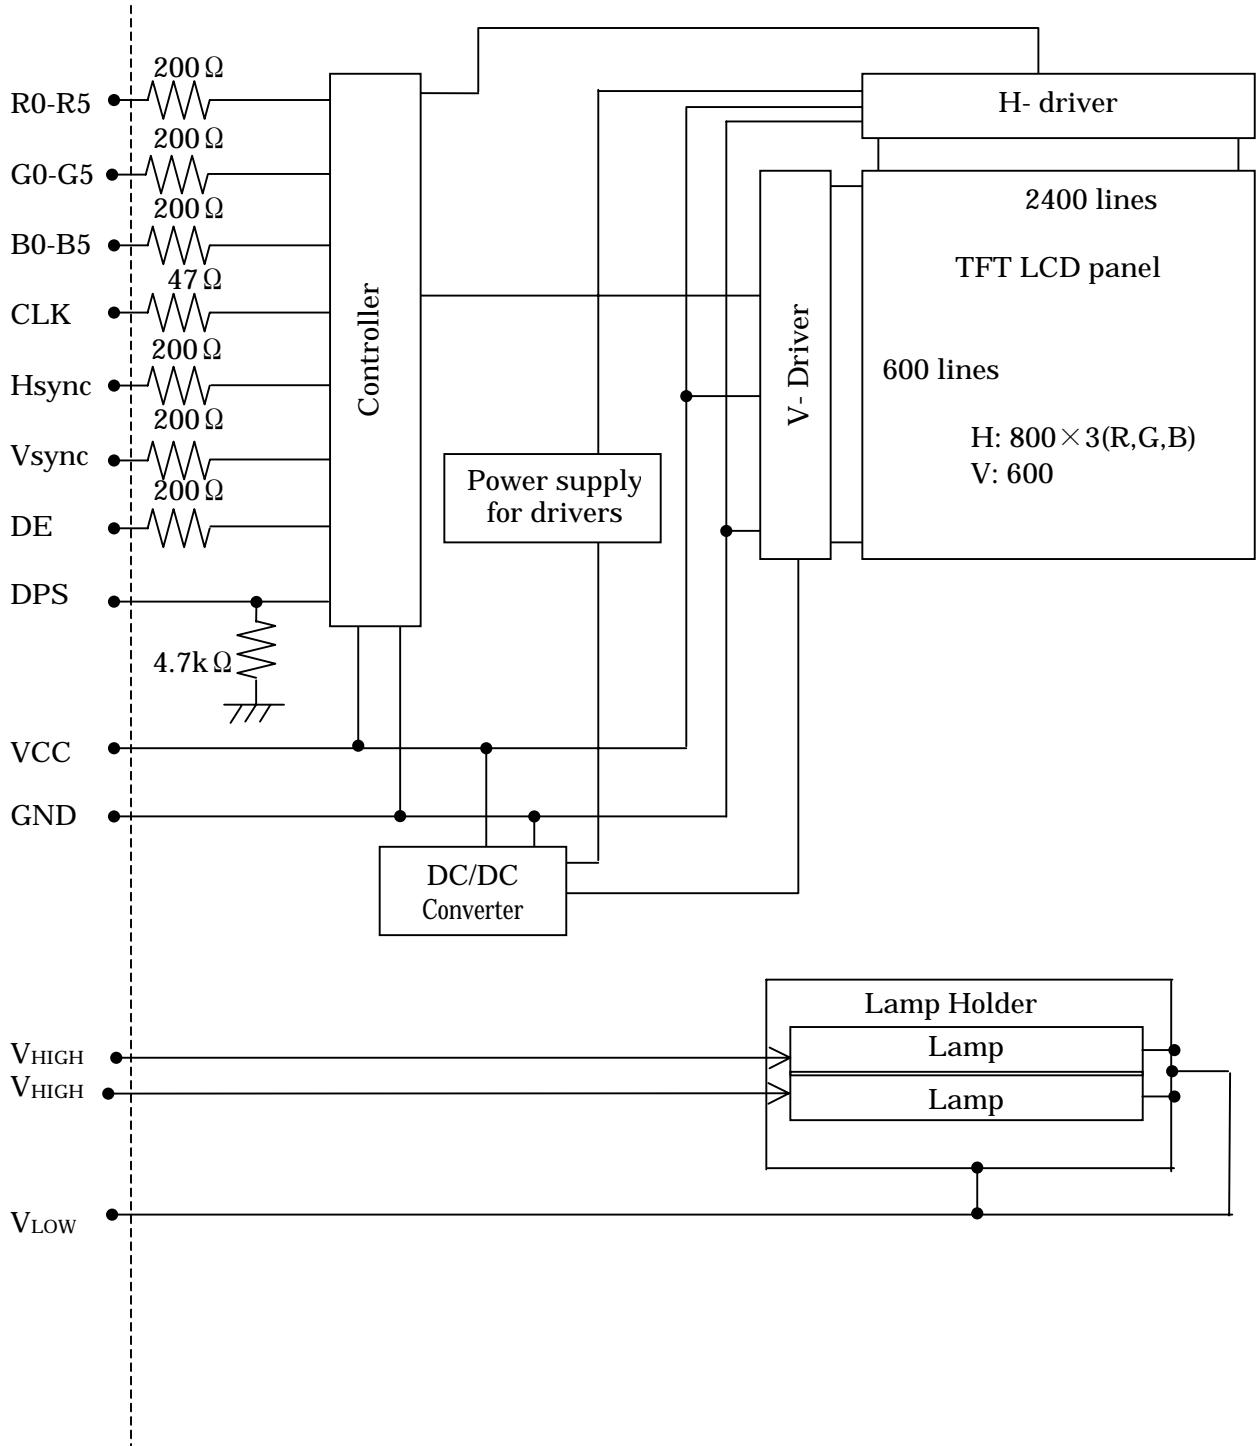 200Ω
R0-R5
200Ω
G0-G5
200Ω
B0-B5
47Ω
CLK
200Ω
Hsync
200Ω
Vsync
200Ω
DE
DPS
4.7kΩ
VCC
GND
Controller
H- driver
V- Driver
2400 lines
TFT LCD panel
600 lines
H: 800×3(R,G,B)
V: 600
Power supply
for drivers
DC/DC
Converter
Lamp Holder
Lamp
Lamp
VHIGH
VHIGH
VLOW